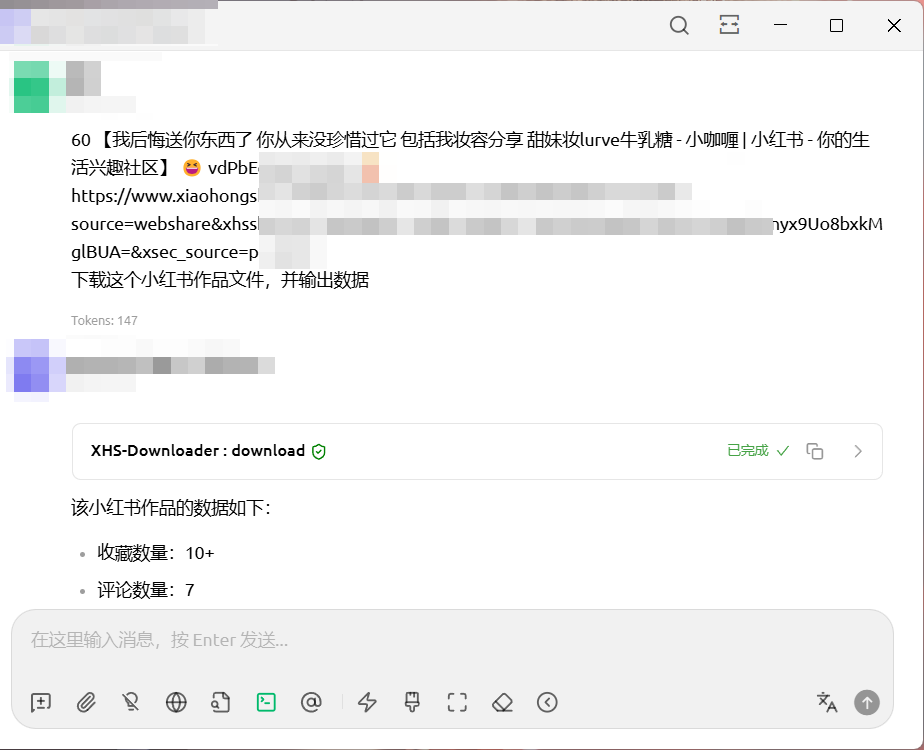 60 【我后悔送你东西了 你从来没珍惜过它 包括我妆容分享 甜妹妆lurve牛乳糖 - 小咖喱 | 小红书 - 你的生
活兴趣社区】 😆 vdPbE
https://www.xiaohongs
source=webshare&xhss nyx9Uo8bxkM
glBUA=&xsec_source=p
下载这个小红书作品文件，并输出数据
Tokens: 147
XHS-Downloader : download 已完成
该小红书作品的数据如下：
• 收藏数量：10+
• 评论数量：7
在这里输入消息，按 Enter 发送...